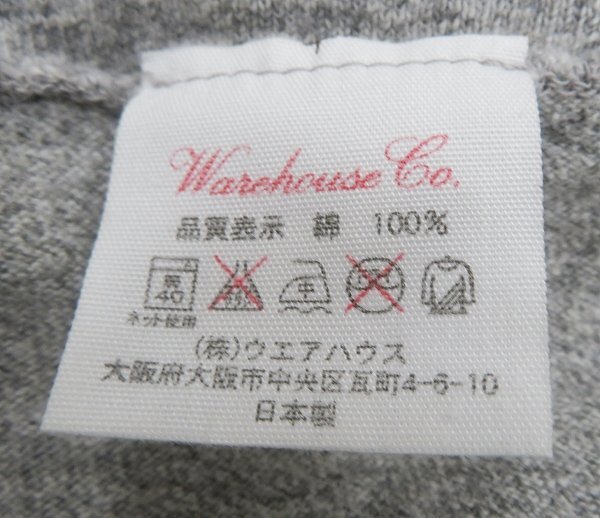 Warehouse Co.
品質表示 綿 100%
40 中
ネット使用
(株)ウエアハウス
大阪府大阪市中央区瓦町4-6-10
日本製